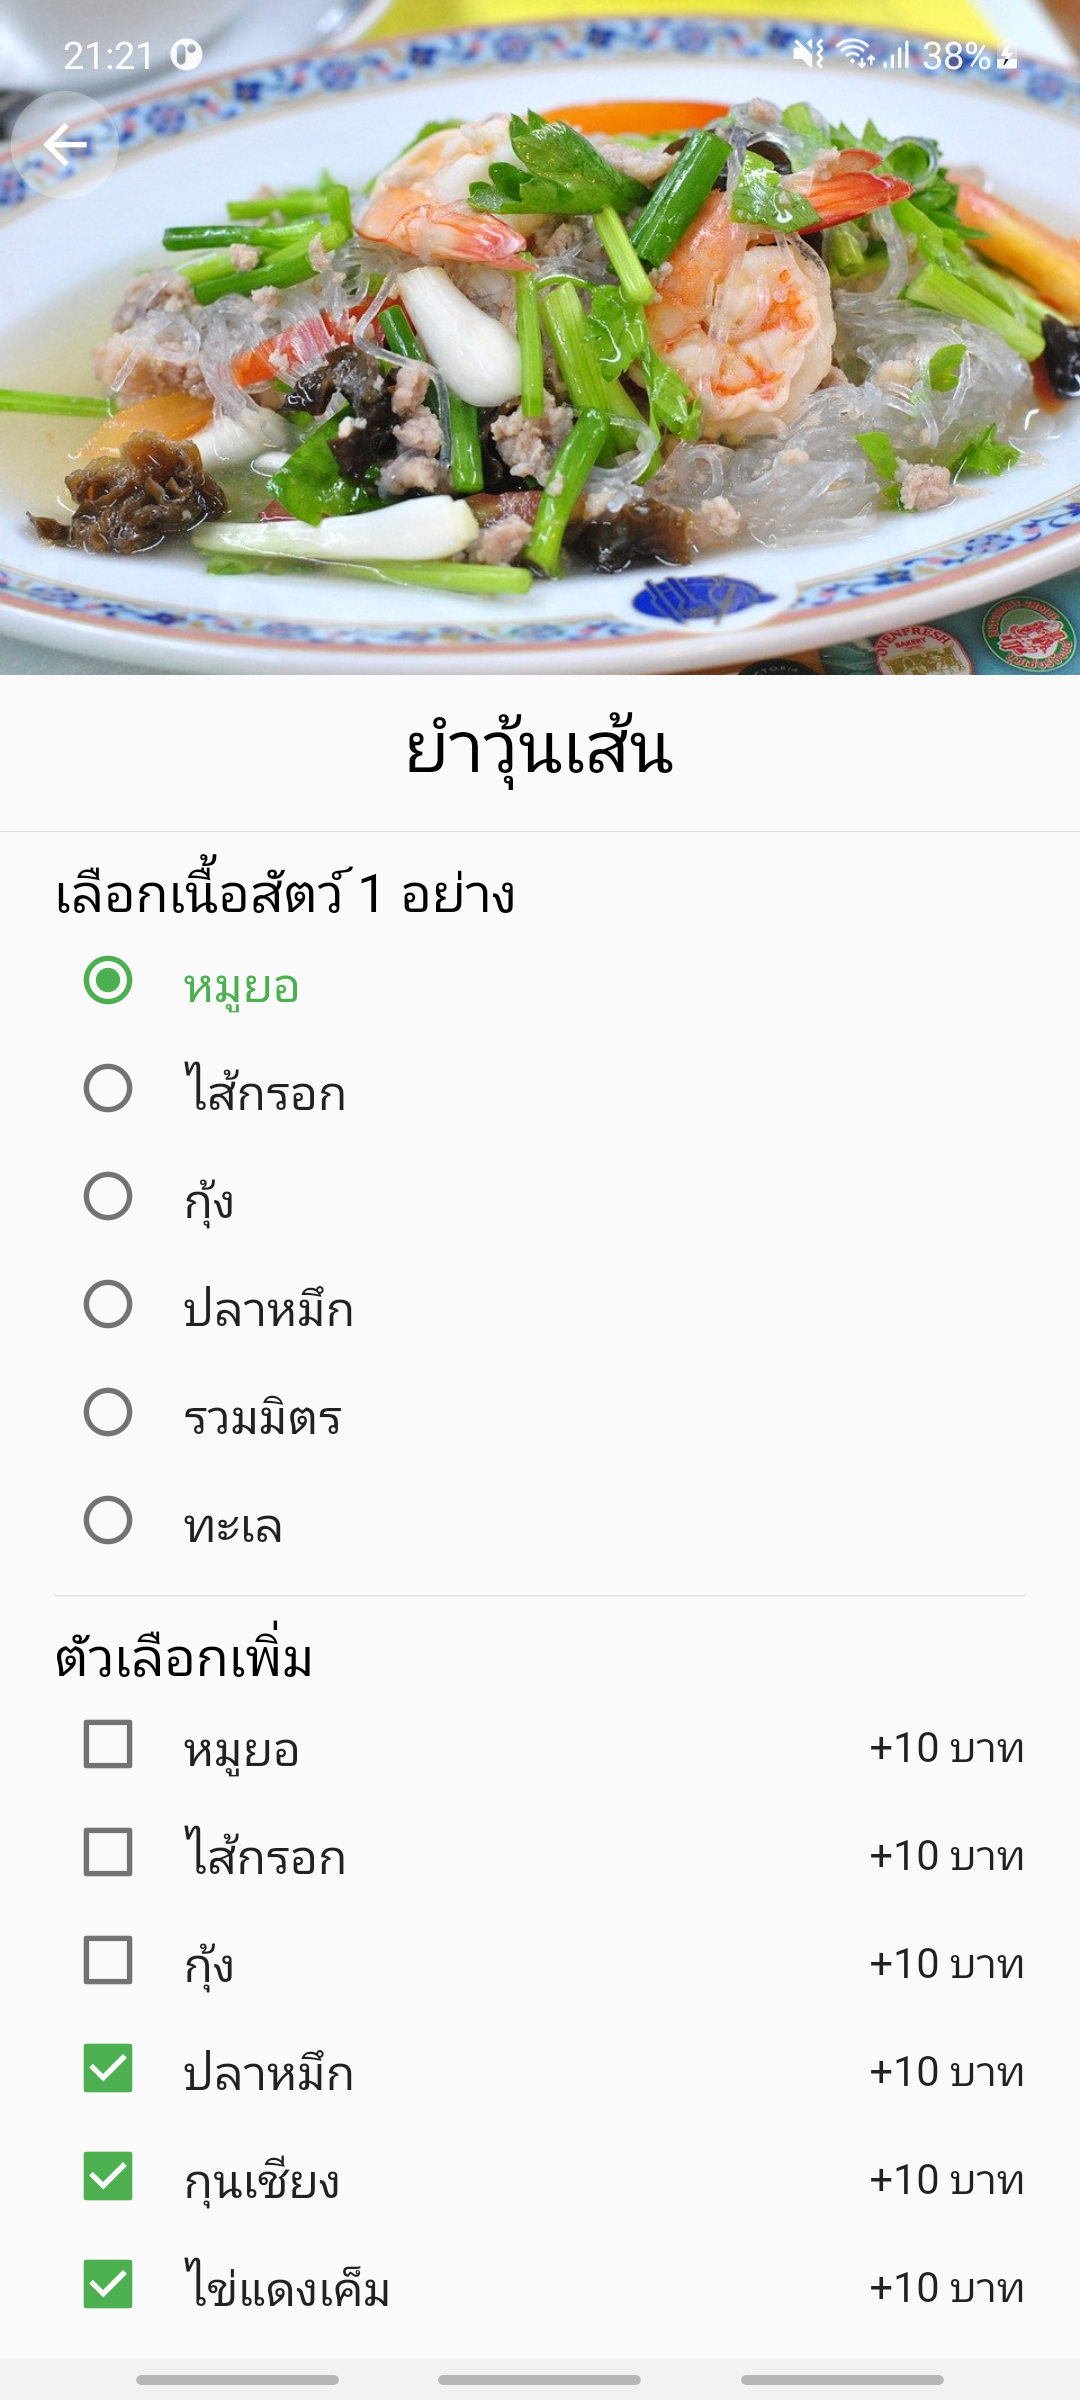 21:21
38%
OVENFRESH
BAKERY
ยำวุ้นเส้น
เลือกเนื้อสัตว์ 1 อย่าง
หมูยอ
ไส้กรอก
กุ้ง
ปลาหมึก
รวมมิตร
ทะเล
ตัวเลือกเพิ่ม
หมูยอ +10 บาท
ไส้กรอก +10 บาท
กุ้ง +10 บาท
ปลาหมึก +10 บาท
กุนเชียง +10 บาท
ไข่แดงเค็ม +10 บาท